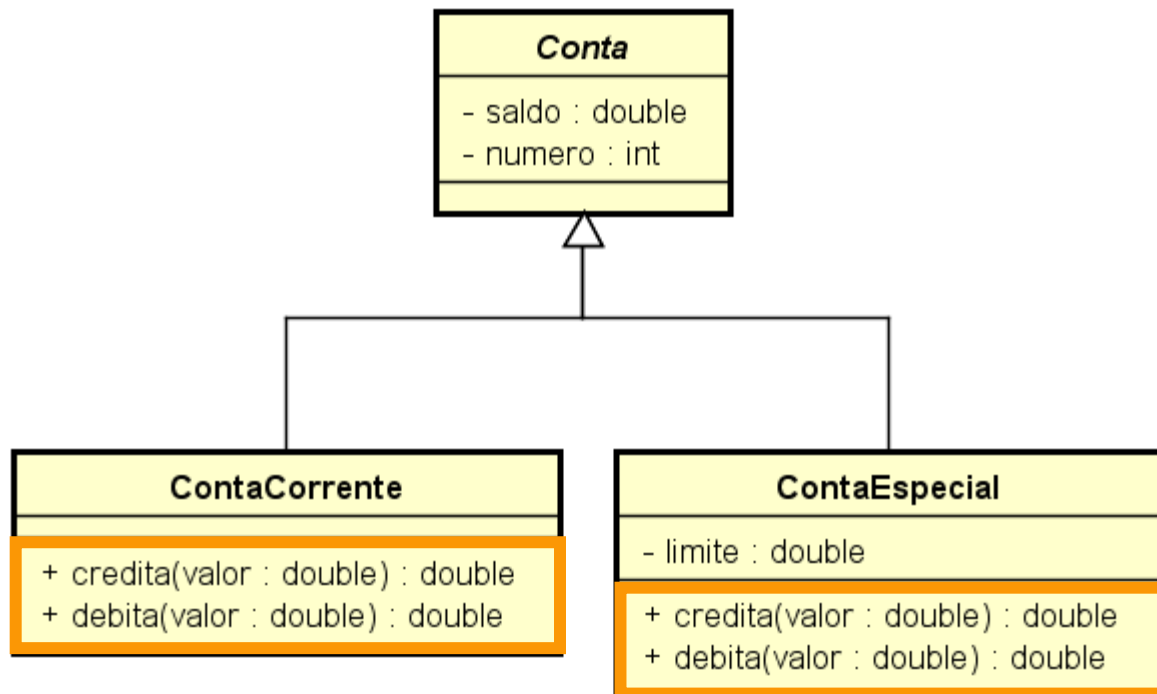 Conta
- saldo : double
- numero : int
ContaCorrente
+ credita(valor : double) : double
+ debita(valor : double) : double
ContaEspecial
- limite : double
+ credita(valor : double) : double
+ debita(valor : double) : double